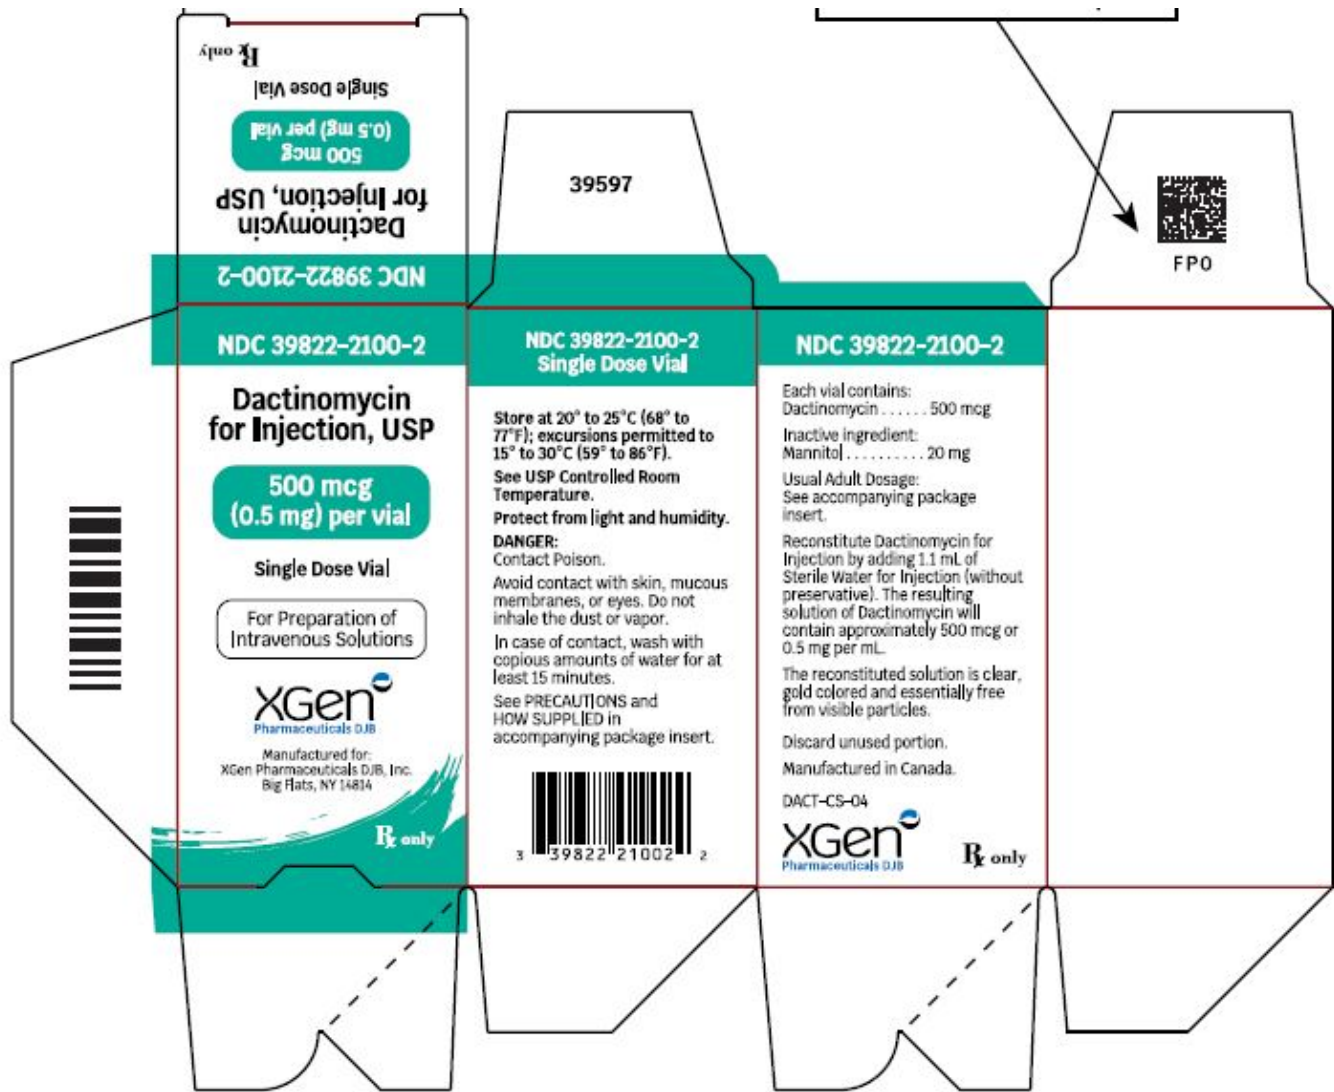 Rx only
Single Dose Vial
500 mcg
(0.5 mg) per vial
Dactinomycin
for Injection, USP
NDC 39822-2100-2
39597
FPO
NDC 39822-2100-2
Dactinomycin
for Injection, USP
500 mcg
(0.5 mg) per vial
Single Dose Vial
For Preparation of
Intravenous Solutions
XGen
Pharmaceuticals DJB
Manufactured for:
XGen Pharmaceuticals DJB, Inc.
Big Flats, NY 14814
Rx only
NDC 39822-2100-2
Single Dose Vial
Store at 20° to 25°C (68° to
77°F); excursions permitted to
15° to 30°C (59° to 86°F).
See USP Controlled Room
Temperature.
Protect from light and humidity.
DANGER:
Contact Poison.
Avoid contact with skin, mucous
membranes, or eyes. Do not
inhale the dust or vapor.
In case of contact, wash with
copious amounts of water for at
least 15 minutes.
See PRECAUTIONS and
HOW SUPPLIED in
accompanying package insert.
3 39822 21002 2
NDC 39822-2100-2
Each vial contains:
Dactinomycin . . . . . . 500 mcg
Inactive ingredient:
Mannitol . . . . . . . . . . 20 mg
Usual Adult Dosage:
See accompanying package
insert.
Reconstitute Dactinomycin for
Injection by adding 1.1 mL of
Sterile Water for Injection (without
preservative). The resulting
solution of Dactinomycin will
contain approximately 500 mcg or
0.5 mg per mL.
The reconstituted solution is clear,
gold colored and essentially free
from visible particles.
Discard unused portion.
Manufactured in Canada.
DACT-CS-04
XGen
Pharmaceuticals DJB
Rx only